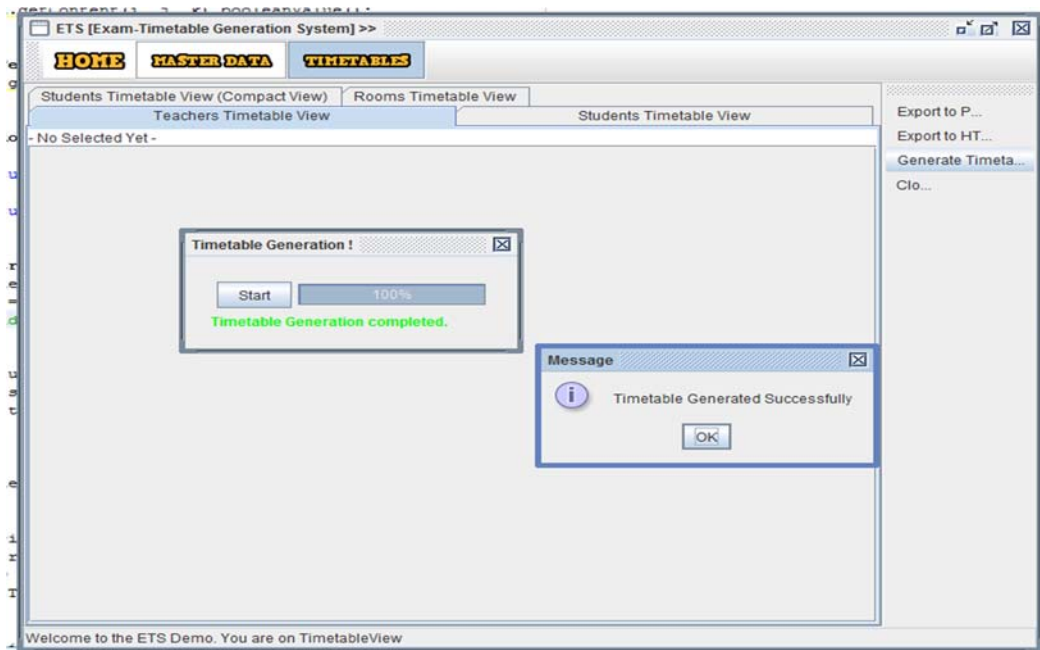 ETS [Exam-Timetable Generation System] >>
HOME MASTER DATA TIMETABLES
Students Timetable View (Compact View) Rooms Timetable View
Teachers Timetable View Students Timetable View
- No Selected Yet -
Export to P...
Export to HT...
Generate Timeta...
Clo...
Timetable Generation !
Start 100%
Timetable Generation completed.
Message
Timetable Generated Successfully
OK
Welcome to the ETS Demo. You are on TimetableView